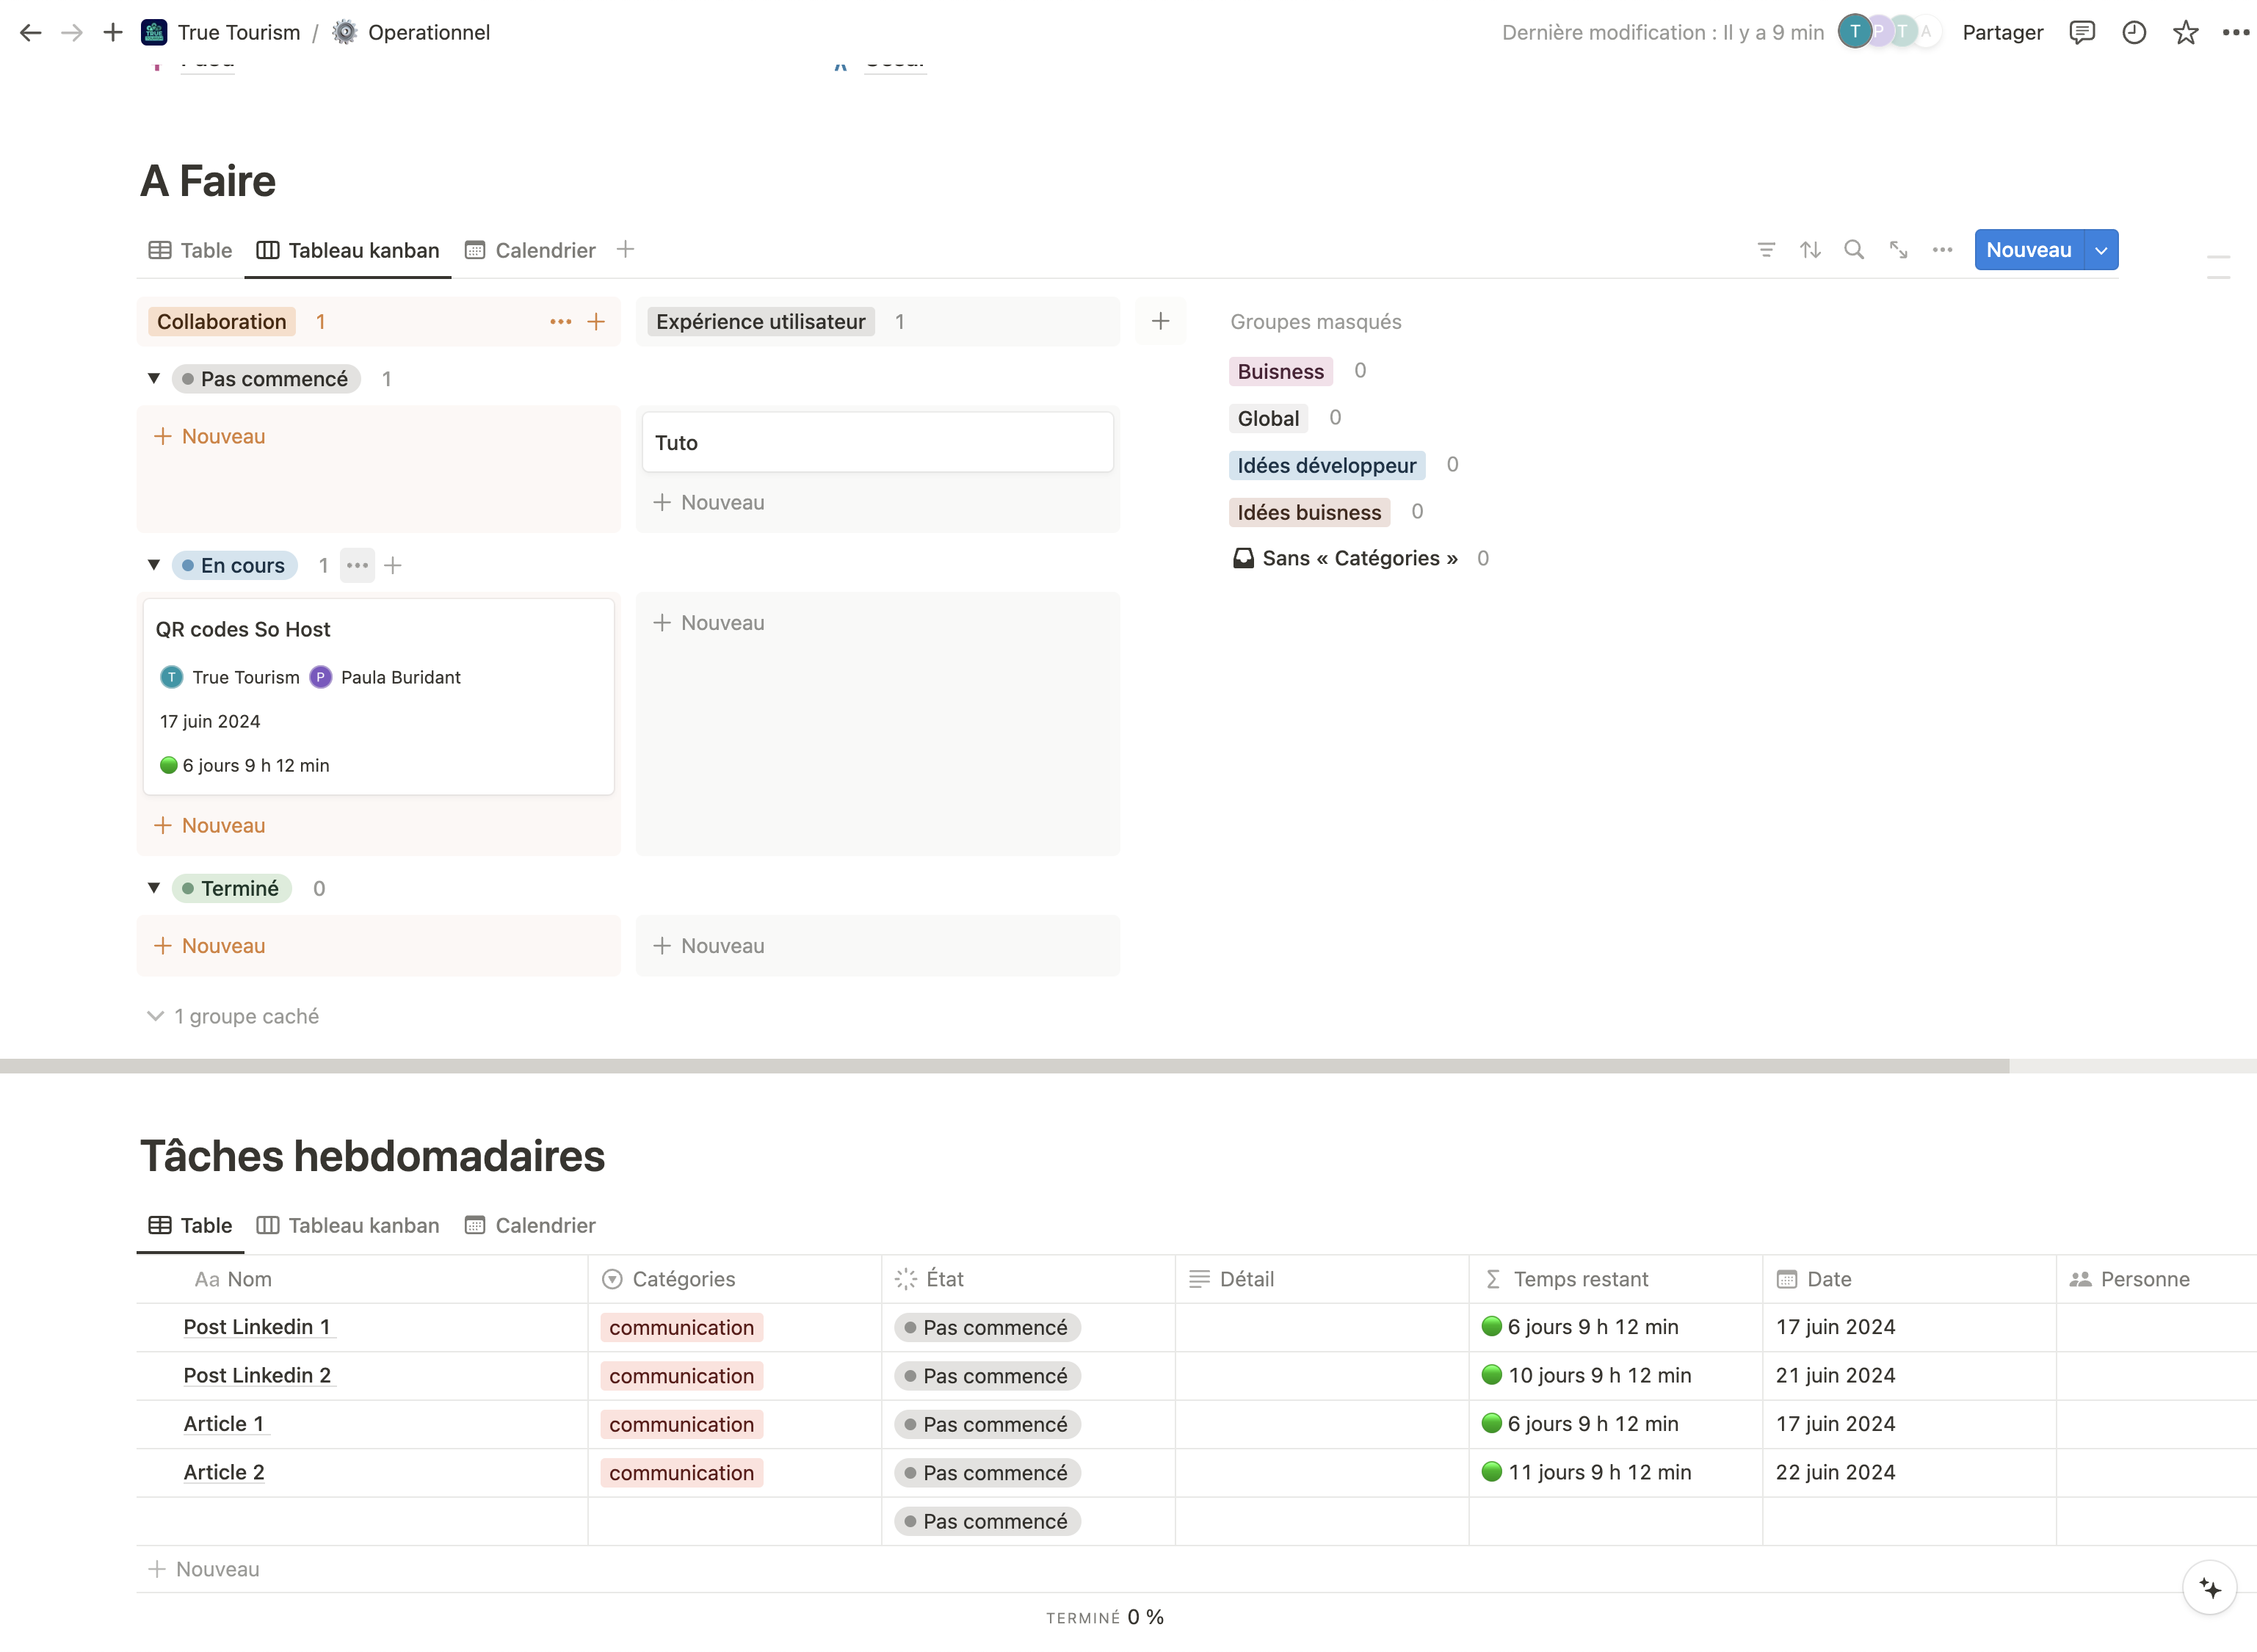 True Tourism / Operationnel
Dernière modification : Il y a 9 min
T P T A
Partager
A Faire
Table Tableau kanban Calendrier
Nouveau
Collaboration 1
Expérience utilisateur 1
Groupes masqués
Pas commencé 1
Buisness 0
Global 0
Nouveau
Tuto
Idées développeur 0
Nouveau
Idées buisness 0
En cours 1
Sans « Catégories » 0
QR codes So Host
Nouveau
T True Tourism P Paula Buridant
17 juin 2024
6 jours 9 h 12 min
Nouveau
Terminé 0
Nouveau
Nouveau
1 groupe caché
Tâches hebdomadaires
Table Tableau kanban Calendrier
Aa Nom Catégories État Détail Σ Temps restant Date Personne
Post Linkedin 1 communication Pas commencé 6 jours 9 h 12 min 17 juin 2024
Post Linkedin 2 communication Pas commencé 10 jours 9 h 12 min 21 juin 2024
Article 1 communication Pas commencé 6 jours 9 h 12 min 17 juin 2024
Article 2 communication Pas commencé 11 jours 9 h 12 min 22 juin 2024
Pas commencé
Nouveau
TERMINÉ 0 %